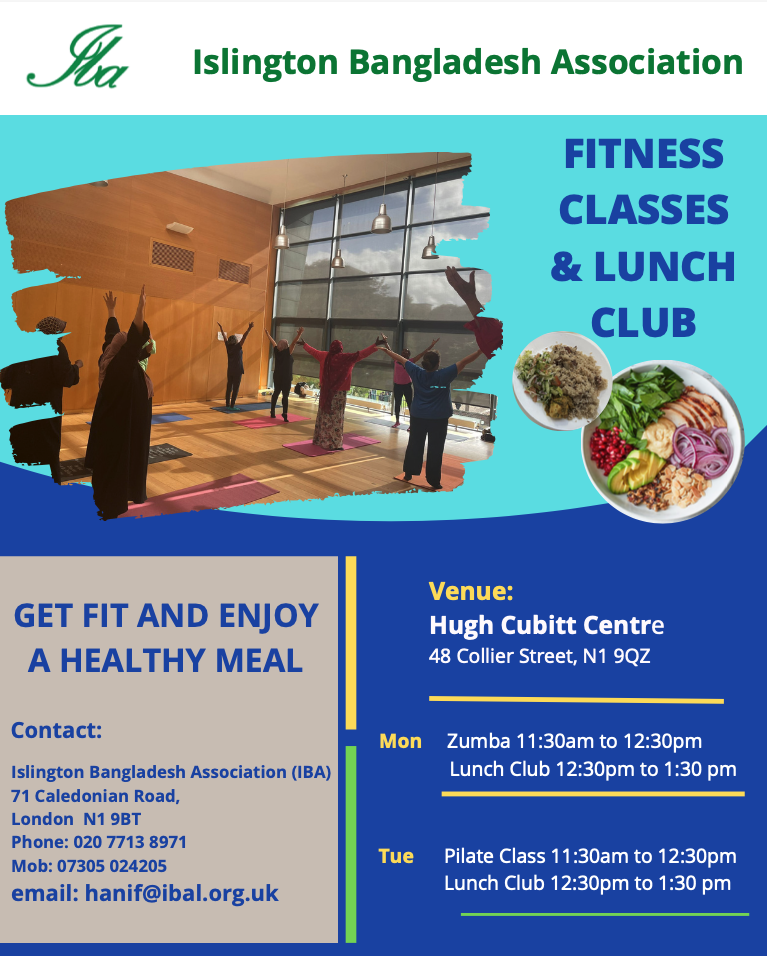 Iba
Islington Bangladesh Association
FITNESS
CLASSES
& LUNCH
CLUB
GET FIT AND ENJOY
A HEALTHY MEAL
Contact:
Islington Bangladesh Association (IBA)
71 Caledonian Road,
London N1 9BT
Phone: 020 7713 8971
Mob: 07305 024205
email: hanif@ibal.org.uk
Venue:
Hugh Cubitt Centre
48 Collier Street, N1 9QZ
Mon Zumba 11:30am to 12:30pm
Lunch Club 12:30pm to 1:30 pm
Tue Pilate Class 11:30am to 12:30pm
Lunch Club 12:30pm to 1:30 pm